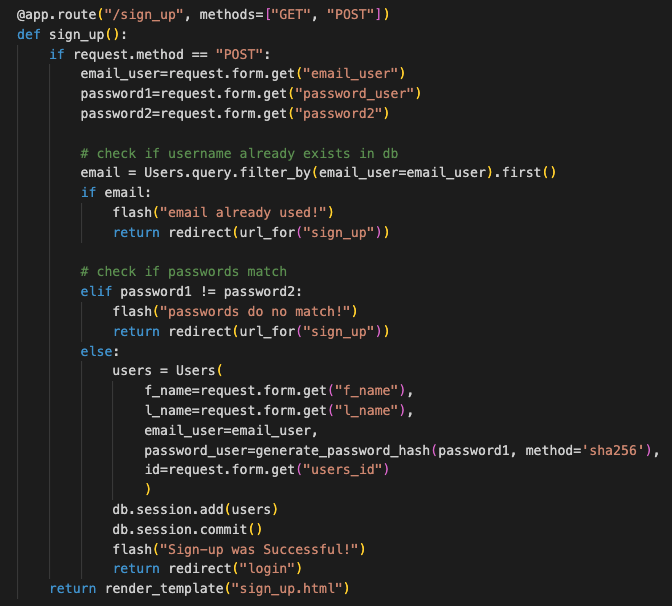 @app.route("/sign_up", methods=["GET", "POST"])
def sign_up():
    if request.method == "POST":
        email_user=request.form.get("email_user")
        password1=request.form.get("password_user")
        password2=request.form.get("password2")

        # check if username already exists in db
        email = Users.query.filter_by(email_user=email_user).first()
        if email:
            flash("email already used!")
            return redirect(url_for("sign_up"))

        # check if passwords match
        elif password1 != password2:
            flash("passwords do no match!")
            return redirect(url_for("sign_up"))
        else:
            users = Users(
                f_name=request.form.get("f_name"),
                l_name=request.form.get("l_name"),
                email_user=email_user,
                password_user=generate_password_hash(password1, method='sha256'),
                id=request.form.get("users_id")
                )
            db.session.add(users)
            db.session.commit()
            flash("Sign-up was Successful!")
            return redirect("login")
    return render_template("sign_up.html")